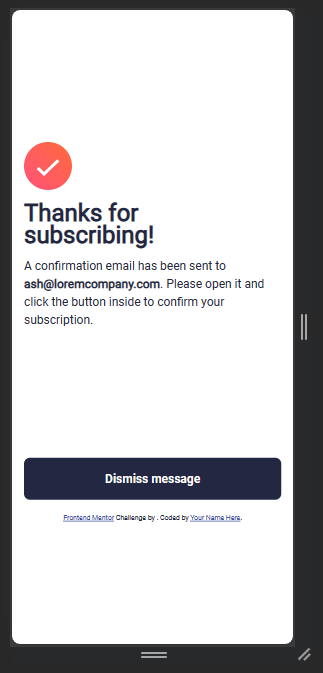 Thanks for
subscribing!
A confirmation email has been sent to
ash@loremcompany.com. Please open it and
click the button inside to confirm your
subscription.
Dismiss message
Frontend Mentor Challenge by . Coded by Your Name Here.